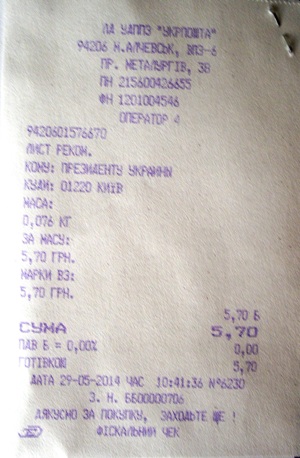 ЛД УДППЗ "УКРПОШТА"
94206 М.АЛЧЕВСЬК, ВПЗ-6
ПР. МЕТАЛУРГІВ, 38
ПН 215600426655
ФН 1201004546
ОПЕРАТОР 4
9420601576670
ЛИСТ РЕКОМ.
КОМУ: ПРЕЗИДЕНТУ УКРАИНЫ
КУДИ: 01220 КИЇВ
МАСА:
0,076 КГ
ЗА МАСУ:
5,70 ГРН.
МАРКИ ВЗ:
5,70 ГРН.
5,70 Б
СУМА 5,70
ПДВ Б = 0,00% 0,00
ГОТІВКОЮ 5,70
ДАТА 29-05-2014 ЧАС 10:41:36 №6230
З. Н. ББ00000706
ДЯКУЄМО ЗА ПОКУПКУ, ЗАХОДЬТЕ ЩЕ !
ФІСКАЛЬНИЙ ЧЕК